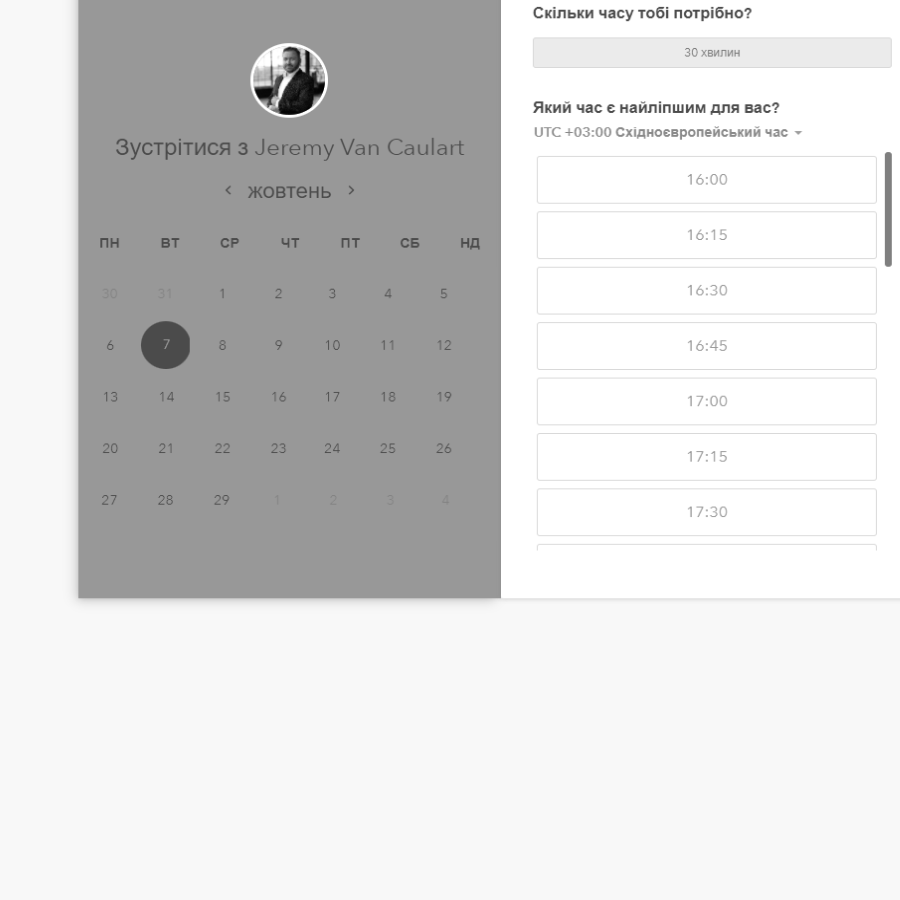 Зустрітися з Jeremy Van Caulart
жовтень
ПН ВТ СР ЧТ ПТ СБ НД
30 31 1 2 3 4 5
6 7 8 9 10 11 12
13 14 15 16 17 18 19
20 21 22 23 24 25 26
27 28 29 1 2 3 4
Скільки часу тобі потрібно?
30 хвилин
Який час є найліпшим для вас?
UTC +03:00 Східноєвропейський час
16:00
16:15
16:30
16:45
17:00
17:15
17:30